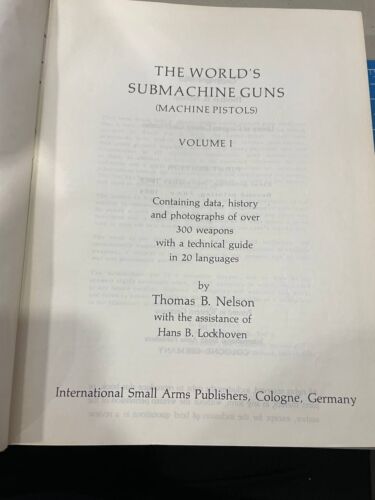 THE WORLD'S
SUBMACHINE GUNS
(MACHINE PISTOLS)
VOLUME I
Containing data, history
and photographs of over
300 weapons
with a technical guide
in 20 languages
by
Thomas B. Nelson
with the assistance of
Hans B. Lockhoven
International Small Arms Publishers, Cologne, Germany